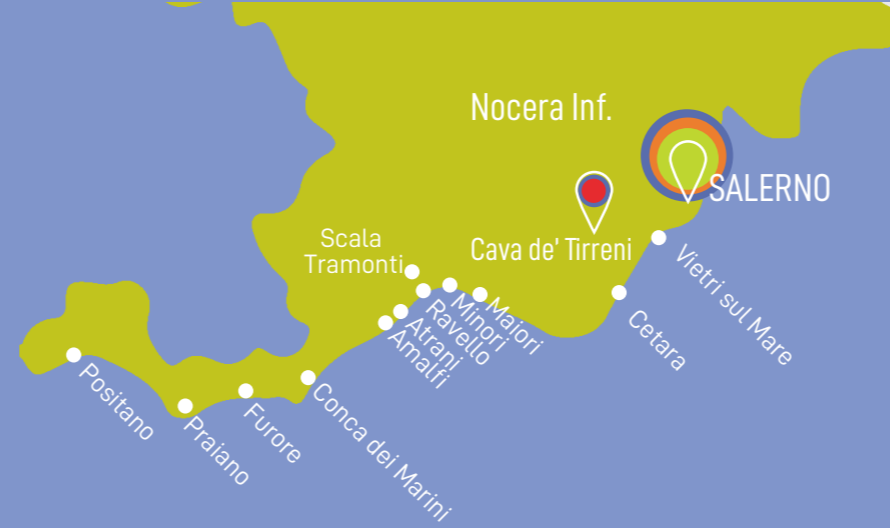 Nocera Inf.
SALERNO
Cava de' Tirreni
Scala
Tramonti
Vietri sul Mare
Cetara
Maiori
Minori
Ravello
Atrani
Amalfi
Conca dei Marini
Furore
Praiano
Positano